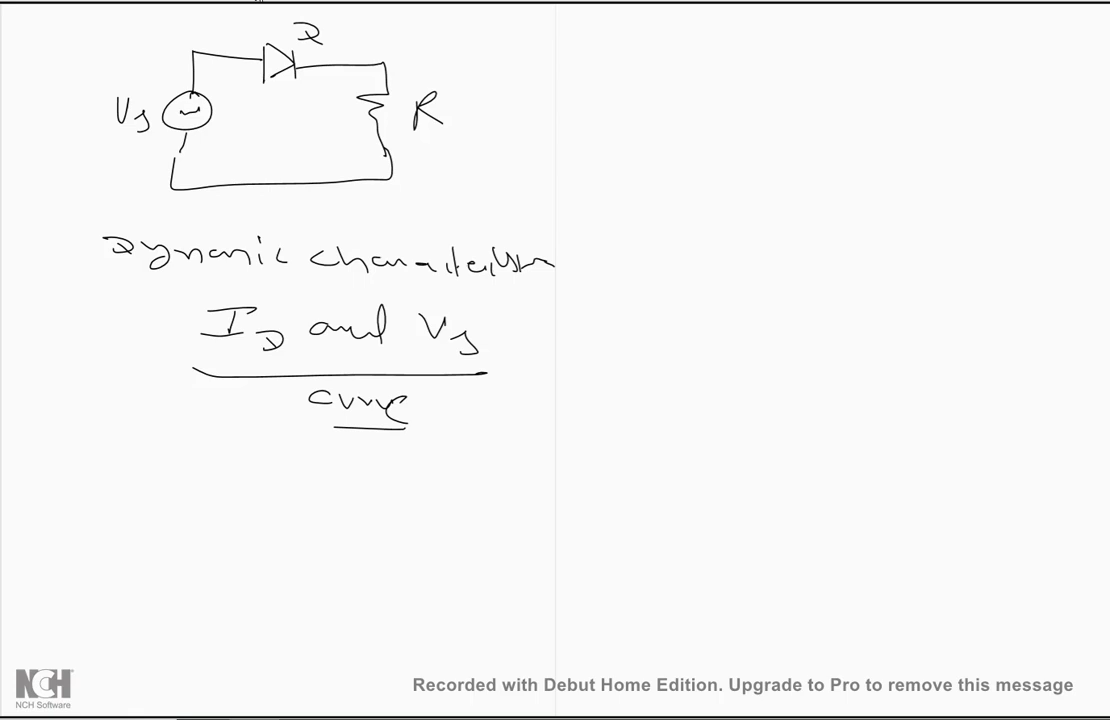 D
Vs
R
Dynamic characteristic
ID and Vs
curve
NCH
NCH Software
Recorded with Debut Home Edition. Upgrade to Pro to remove this message